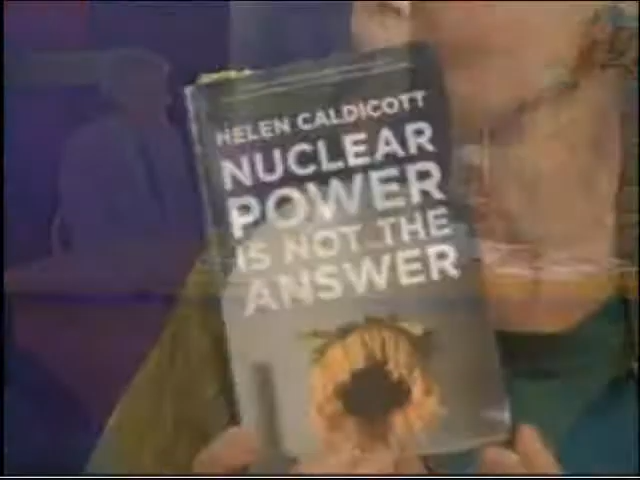 HELEN CALDICOTT
NUCLEAR
POWER
IS NOT THE
ANSWER